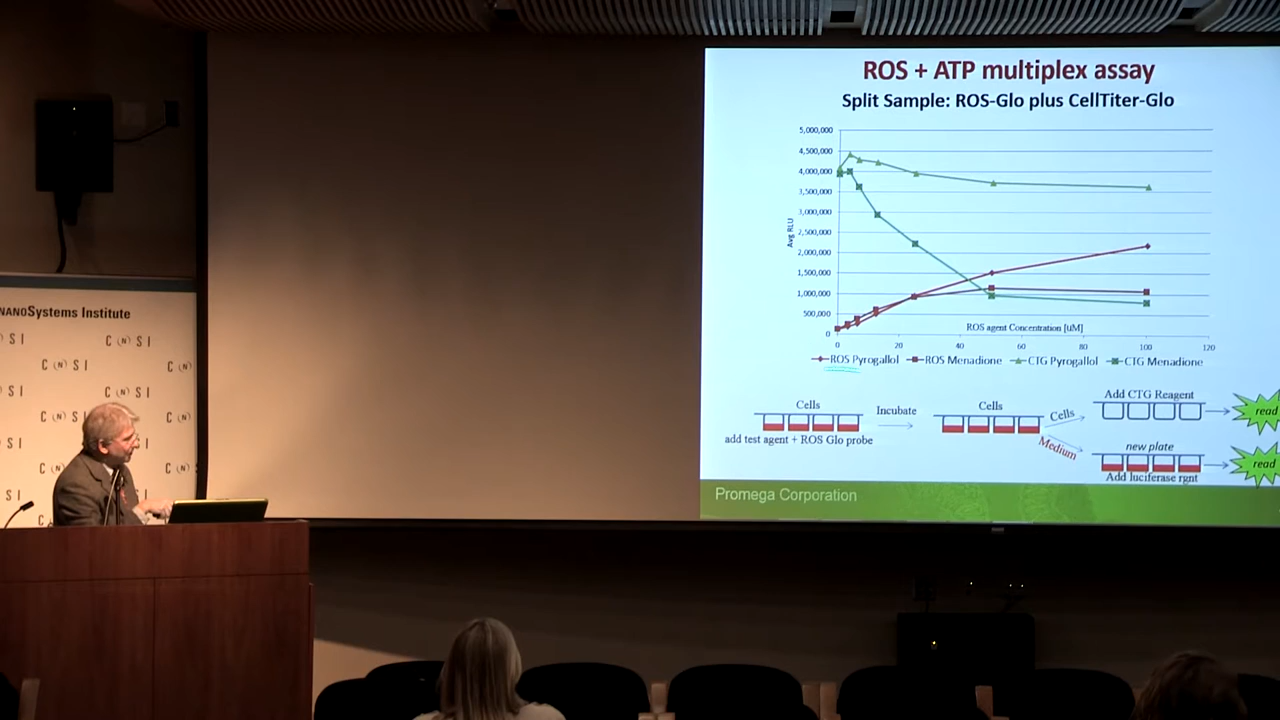 ROS + ATP multiplex assay
Split Sample: ROS-Glo plus CellTiter-Glo
5,000,000
4,500,000
4,000,000
3,500,000
3,000,000
2,500,000
2,000,000
1,500,000
1,000,000
500,000
0
Avg RLU
ROS agent Concentration [uM]
0 20 40 60 80 100 120
ROS Pyrogallol ROS Menadione CTG Pyrogallol CTG Menadione
Cells
add test agent + ROS Glo probe
Incubate
Cells
Cells
Medium
Add CTG Reagent
read
new plate
Add luciferase rgnt
read
Promega Corporation
NANOSystems Institute
S I C (N) S I
C (N) S I C (N)
S I C (N) S I
C (N) S I C (N)
S I
C (N)
S I C